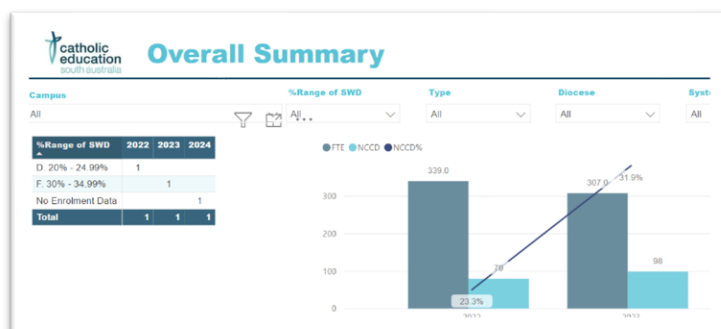 catholic
education
south australia
Overall Summary
Campus
All
%Range of SWD
All
Type
All
Diocese
All
Syst
All
%Range of SWD 2022 2023 2024
D. 20% - 24.99% 1
F. 30% - 34.99% 1
No Enrolment Data 1
Total 1 1 1
FTE NCCD NCCD%
339.0
307.0
31.9%
300
200
100
79
98
23.3%
0